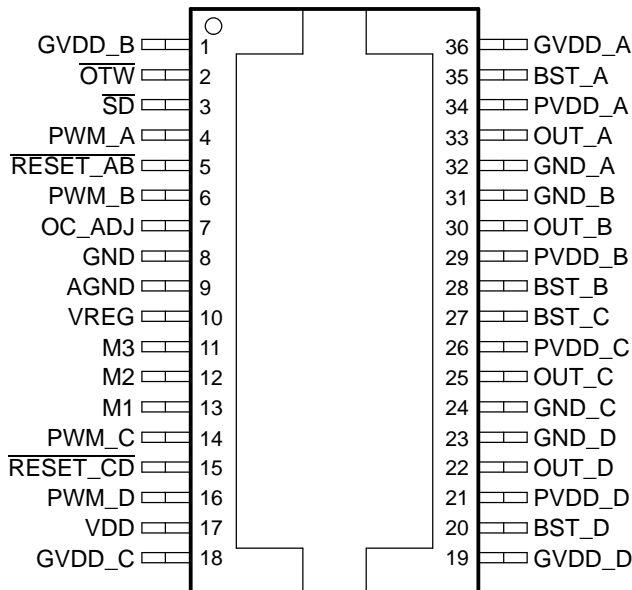 GVDD_B 1 36 GVDD_A
OTW 2 35 BST_A
SD 3 34 PVDD_A
PWM_A 4 33 OUT_A
RESET_AB 5 32 GND_A
PWM_B 6 31 GND_B
OC_ADJ 7 30 OUT_B
GND 8 29 PVDD_B
AGND 9 28 BST_B
VREG 10 27 BST_C
M3 11 26 PVDD_C
M2 12 25 OUT_C
M1 13 24 GND_C
PWM_C 14 23 GND_D
RESET_CD 15 22 OUT_D
PWM_D 16 21 PVDD_D
VDD 17 20 BST_D
GVDD_C 18 19 GVDD_D